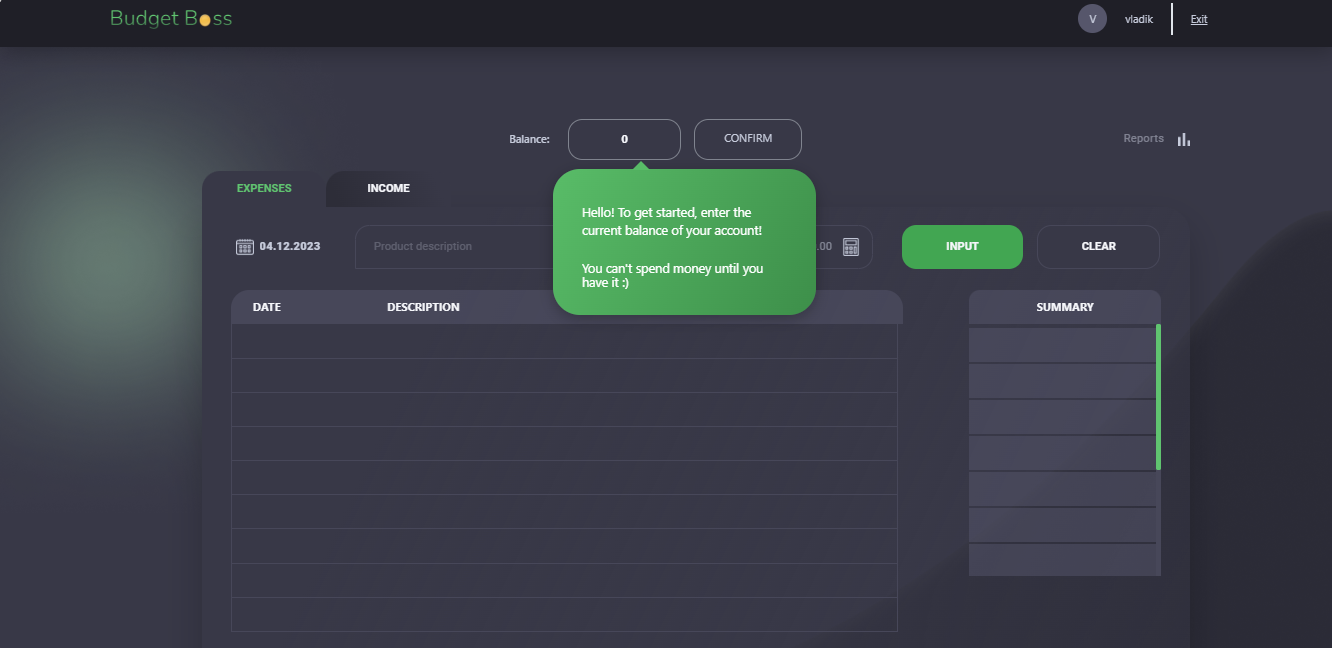 Budget Boss
V
vladik
Exit
Balance:
0
CONFIRM
Reports
EXPENSES
INCOME
Hello! To get started, enter the
current balance of your account!
You can't spend money until you
have it :)
04.12.2023
Product description
.00
INPUT
CLEAR
DATE
DESCRIPTION
SUMMARY